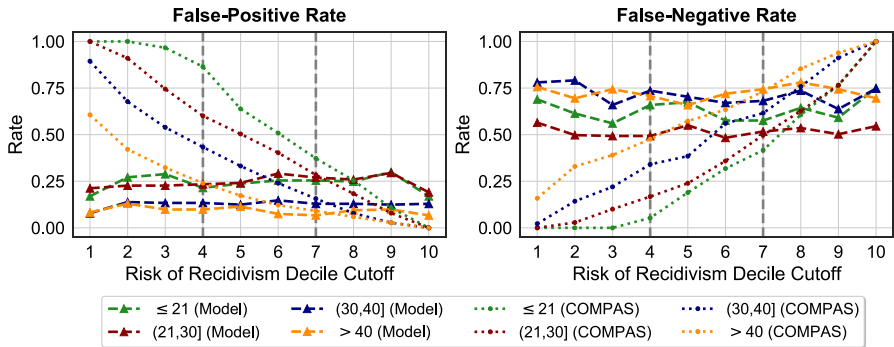 False-Positive Rate
1.00
0.75
0.50
0.25
0.00
Rate
1 2 3 4 5 6 7 8 9 10
Risk of Recidivism Decile Cutoff
False-Negative Rate
1.00
0.75
0.50
0.25
0.00
Rate
1 2 3 4 5 6 7 8 9 10
Risk of Recidivism Decile Cutoff
≤ 21 (Model) (30,40] (Model) ≤ 21 (COMPAS) (30,40] (COMPAS)
(21,30] (Model) > 40 (Model) (21,30] (COMPAS) > 40 (COMPAS)